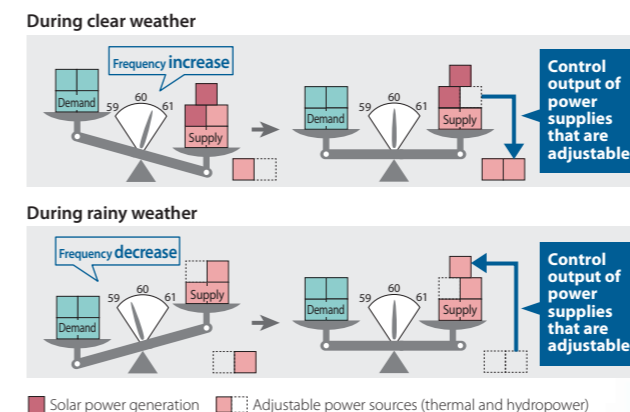 During clear weather
Frequency increase
Demand
59
60
61
Supply
Demand
59
60
61
Supply
Control
output of
power
supplies
that are
adjustable
During rainy weather
Frequency decrease
Demand
59
60
61
Supply
Demand
59
60
61
Supply
Control
output of
power
supplies
that are
adjustable
Solar power generation
Adjustable power sources (thermal and hydropower)